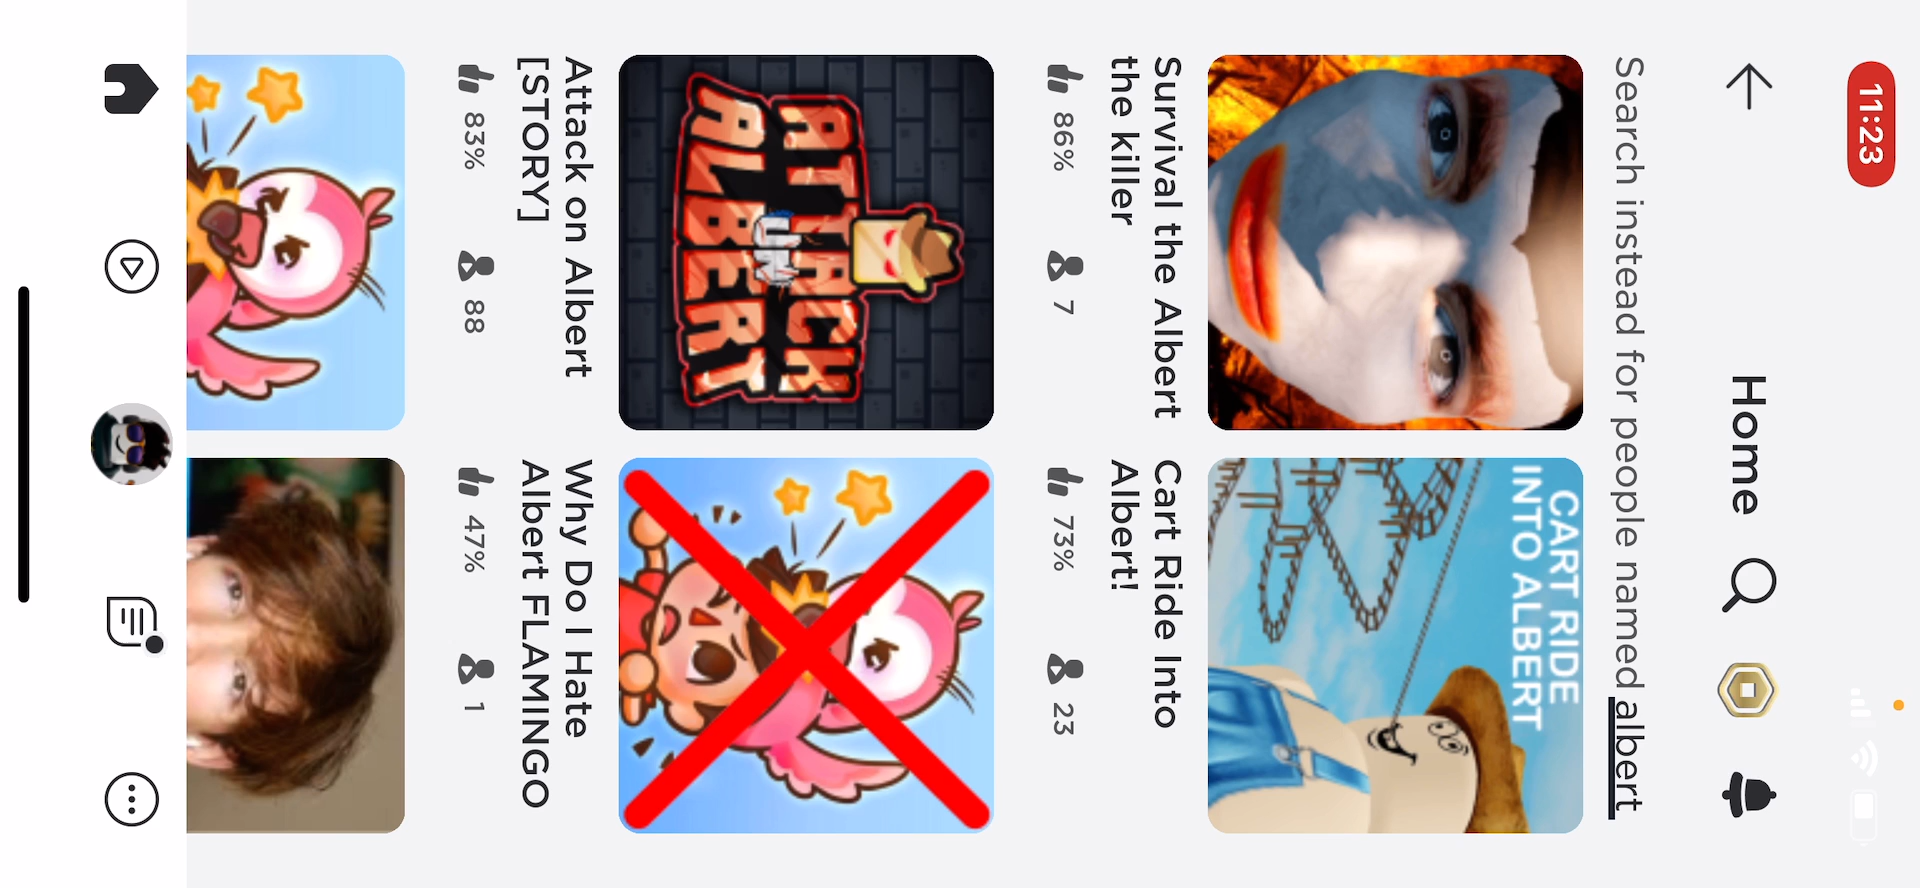 11:23
Home
Search instead for people named albert
CART RIDE
INTO ALBERT
Survival the Albert
the killer
86%
7
Cart Ride Into
Albert!
73%
23
ATTACK
ON
ALBERT
Attack on Albert
[STORY]
83%
88
Why Do I Hate
Albert FLAMINGO
47%
1